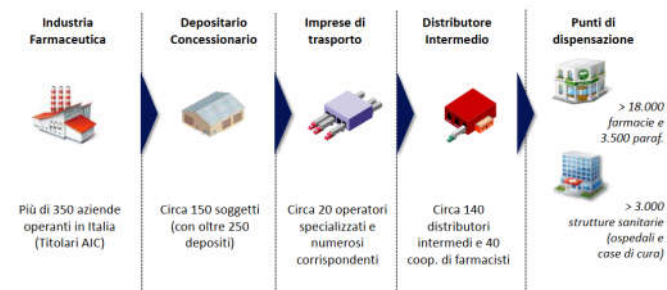 Industria
Farmaceutica
Depositario
Concessionario
Imprese di
trasporto
Distributore
Intermedio
Punti di
dispensazione
Più di 350 aziende
operanti in Italia
(Titolari AIC)
Circa 150 soggetti
(con oltre 250
depositi)
Circa 20 operatori
specializzati e
numerosi
corrispondenti
Circa 140
distributori
intermedi e 40
coop. di farmacisti
> 18.000
farmacie e
3.500 paraf.
> 3.000
strutture sanitarie
(ospedali e
case di cura)